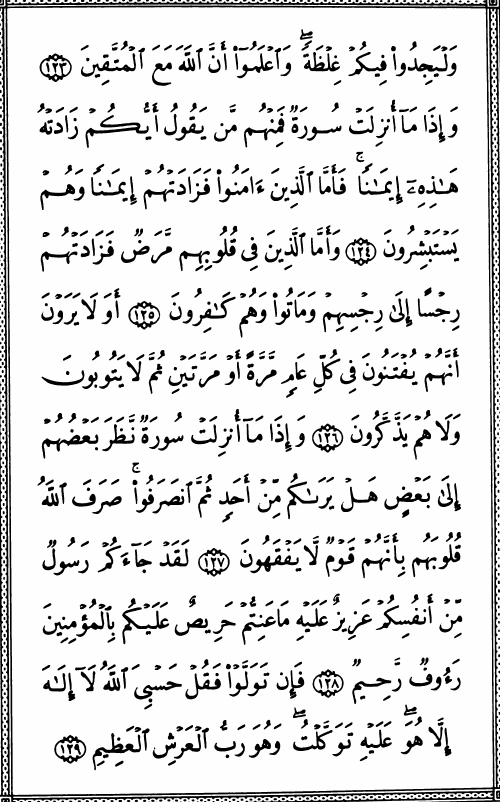 وَلْيَجِدُوا۟ فِيكُمْ غِلْظَةً ۖ وَٱعْلَمُوٓا۟ أَنَّ ٱللَّهَ مَعَ ٱلْمُتَّقِينَ ١٢٣
وَإِذَا مَآ أُنزِلَتْ سُورَةٌ فَمِنْهُم مَّن يَقُولُ أَيُّكُمْ زَادَتْهُ
هَٰذِهِۦٓ إِيمَٰنًا ۚ فَأَمَّا ٱلَّذِينَ ءَامَنُوا۟ فَزَادَتْهُمْ إِيمَٰنًا وَهُمْ
يَسْتَبْشِرُونَ ١٢٤ وَأَمَّا ٱلَّذِينَ فِى قُلُوبِهِم مَّرَضٌ فَزَادَتْهُمْ
رِجْسًا إِلَىٰ رِجْسِهِمْ وَمَاتُوا۟ وَهُمْ كَٰفِرُونَ ١٢٥ أَوَلَا يَرَوْنَ
أَنَّهُمْ يُفْتَنُونَ فِى كُلِّ عَامٍ مَّرَّةً أَوْ مَرَّتَيْنِ ثُمَّ لَا يَتُوبُونَ
وَلَا هُمْ يَذَّكَّرُونَ ١٢٦ وَإِذَا مَآ أُنزِلَتْ سُورَةٌ نَّظَرَ بَعْضُهُمْ
إِلَىٰ بَعْضٍ هَلْ يَرَىٰكُم مِّنْ أَحَدٍ ثُمَّ ٱنصَرَفُوا۟ ۚ صَرَفَ ٱللَّهُ
قُلُوبَهُم بِأَنَّهُمْ قَوْمٌ لَّا يَفْقَهُونَ ١٢٧ لَقَدْ جَآءَكُمْ رَسُولٌ
مِّنْ أَنفُسِكُمْ عَزِيزٌ عَلَيْهِ مَا عَنِتُّمْ حَرِيصٌ عَلَيْكُم بِٱلْمُؤْمِنِينَ
رَءُوفٌ رَّحِيمٌ ١٢٨ فَإِن تَوَلَّوْا۟ فَقُلْ حَسْبِىَ ٱللَّهُ لَآ إِلَٰهَ
إِلَّا هُوَ ۖ عَلَيْهِ تَوَكَّلْتُ ۖ وَهُوَ رَبُّ ٱلْعَرْشِ ٱلْعَظِيمِ ١٢٩